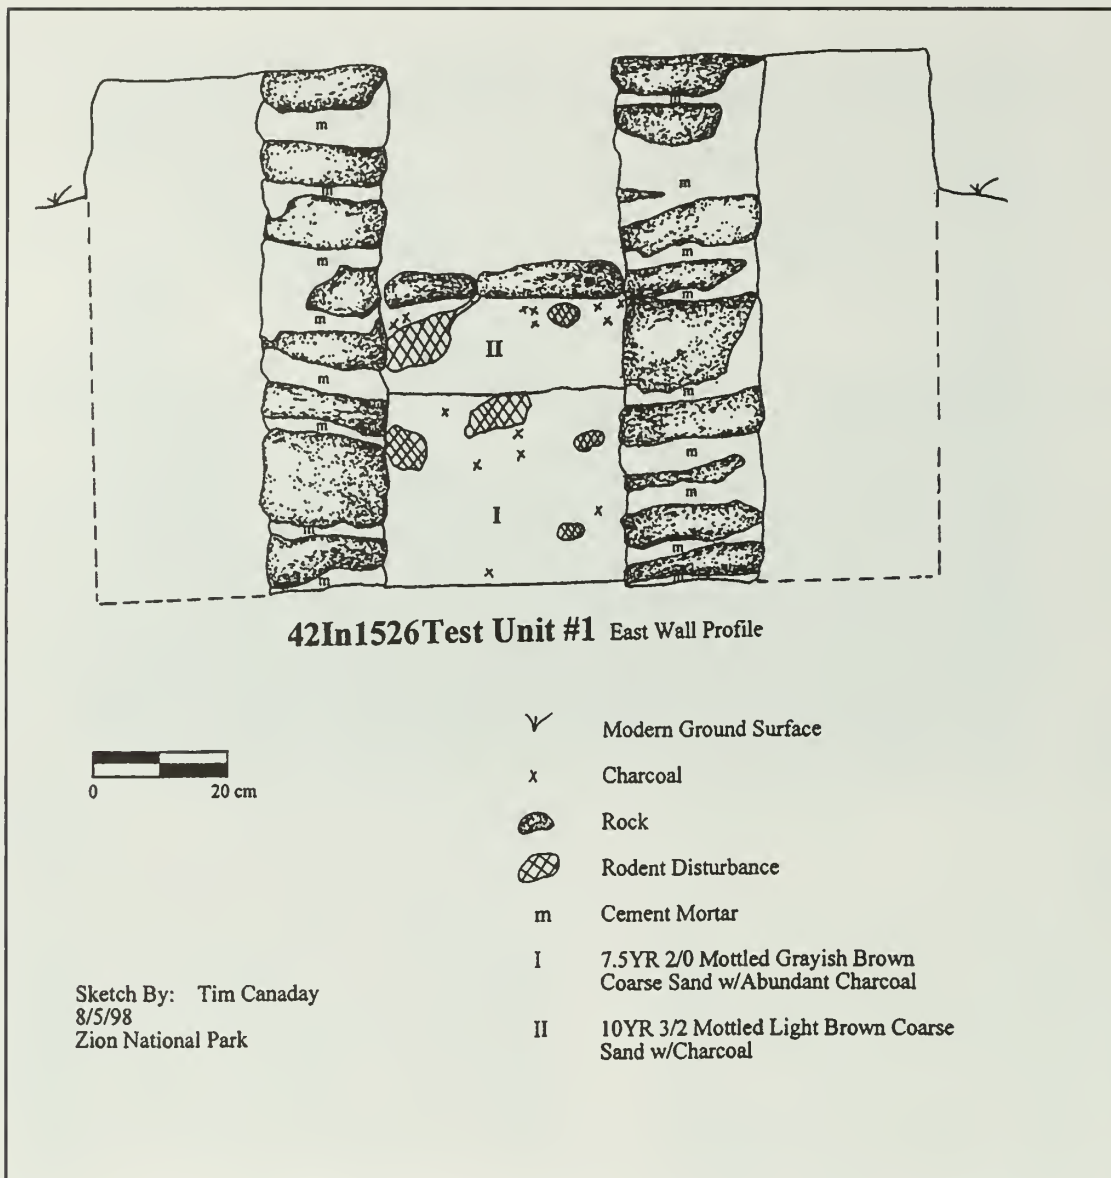 m
m
m
m
m
m
m
m
m
m
m
II
m
m
m
m
I
m
m
m
m
42In1526 Test Unit #1 East Wall Profile
Modern Ground Surface
0 20 cm
x Charcoal
Rock
Rodent Disturbance
m Cement Mortar
I 7.5YR 2/0 Mottled Grayish Brown
Coarse Sand w/Abundant Charcoal
Sketch By: Tim Canaday
8/5/98
Zion National Park
II 10YR 3/2 Mottled Light Brown Coarse
Sand w/Charcoal